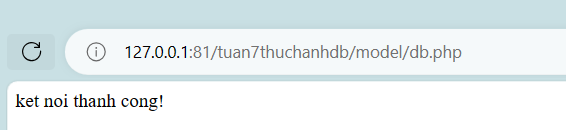 127.0.0.1:81/tuan7thuchanhdb/model/db.php
ket noi thanh cong!